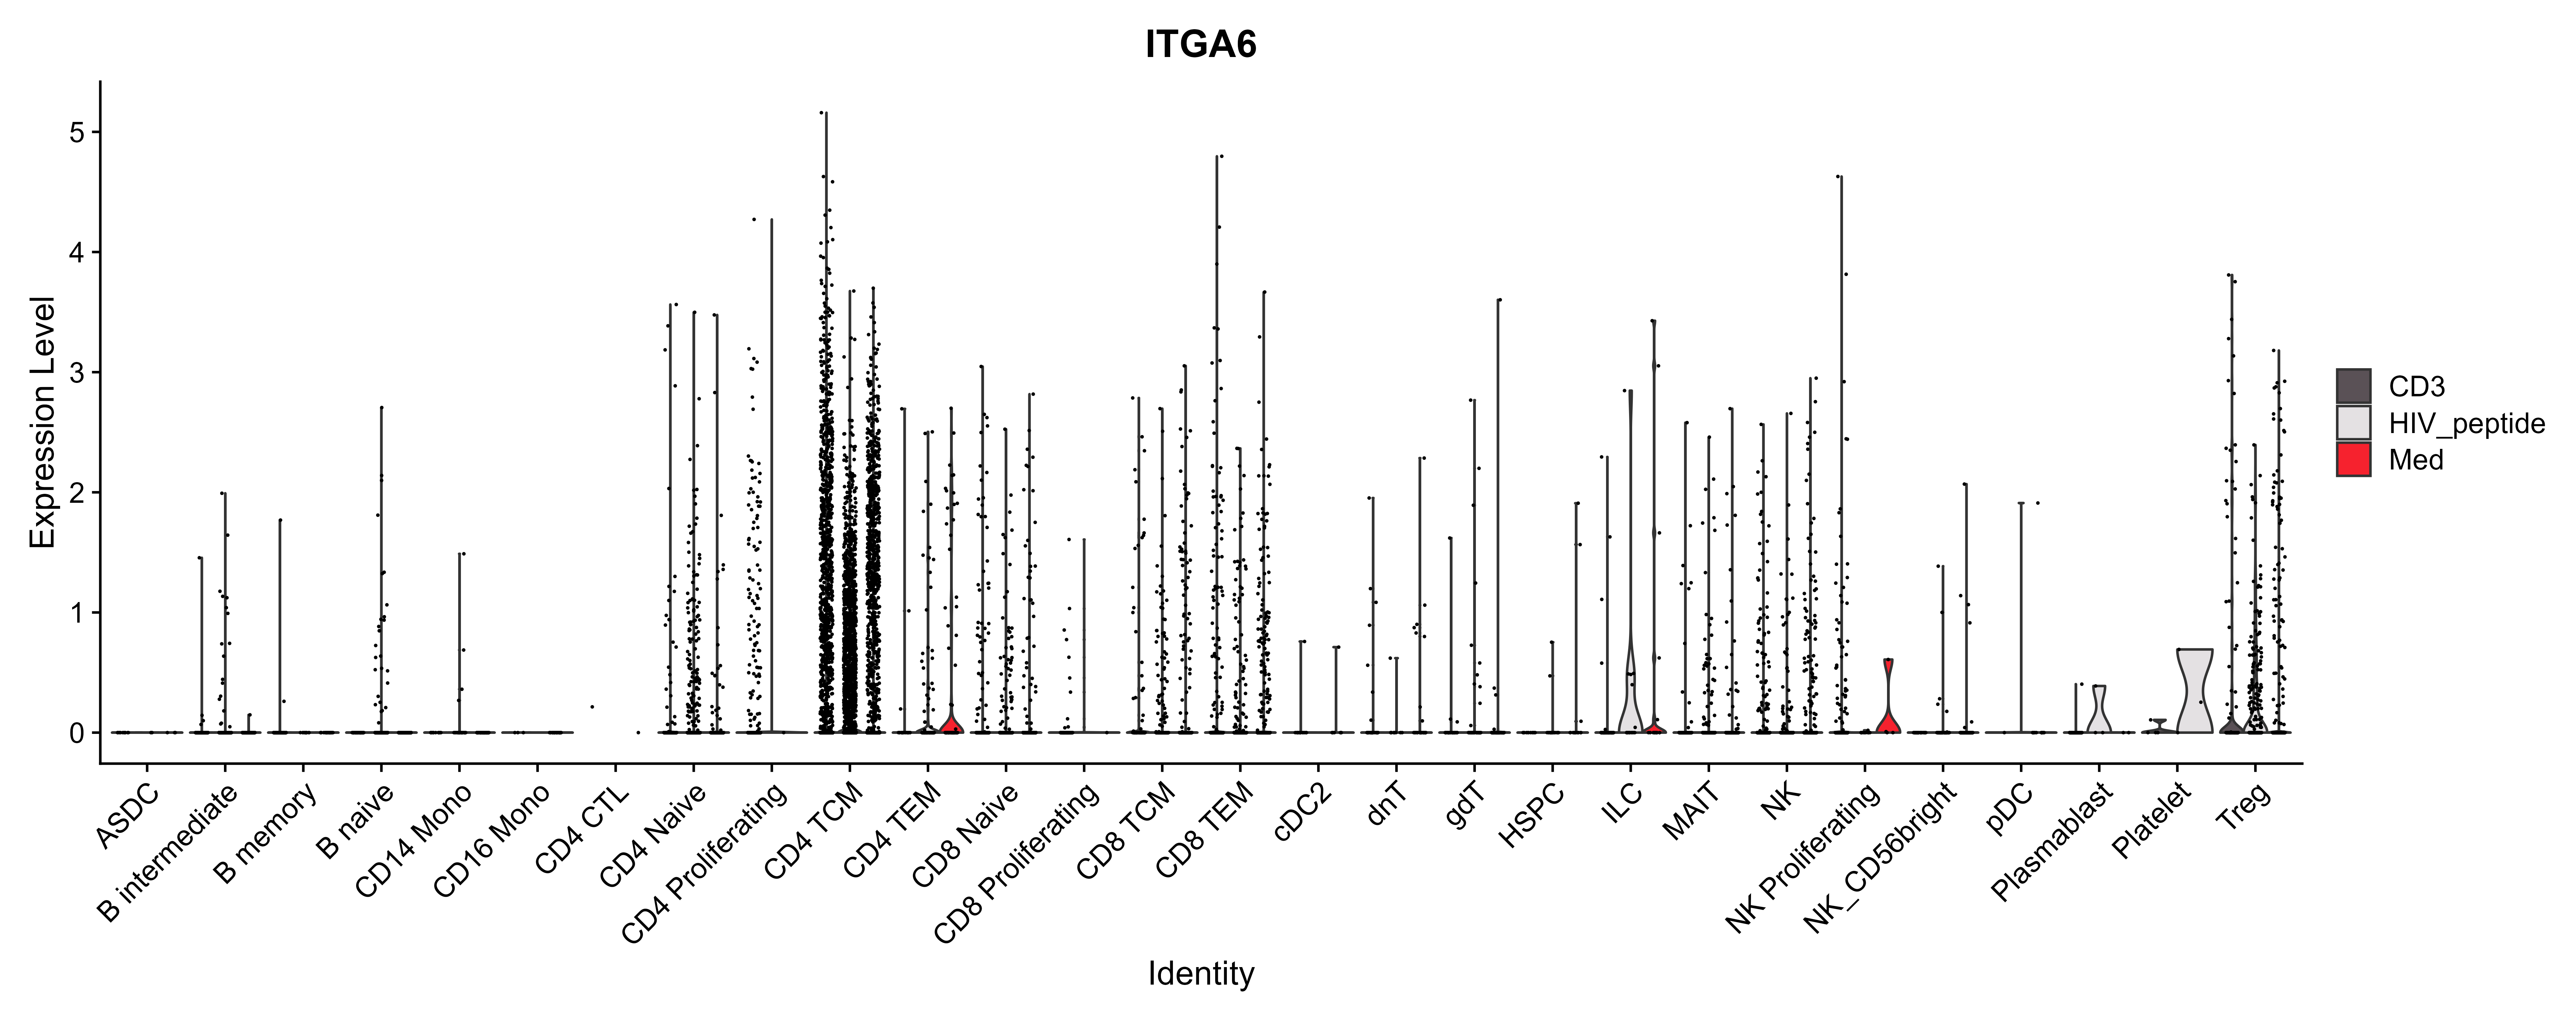 ITGA6
Expression Level
5
4
3
2
1
0
ASDC
B intermediate
B memory
B naive
CD14 Mono
CD16 Mono
CD4 CTL
CD4 Naive
CD4 Proliferating
CD4 TCM
CD4 TEM
CD8 Naive
CD8 Proliferating
CD8 TCM
CD8 TEM
cDC2
dnT
gdT
HSPC
ILC
MAIT
NK
NK Proliferating
NK_CD56bright
pDC
Plasmablast
Platelet
Treg
Identity
CD3
HIV_peptide
Med